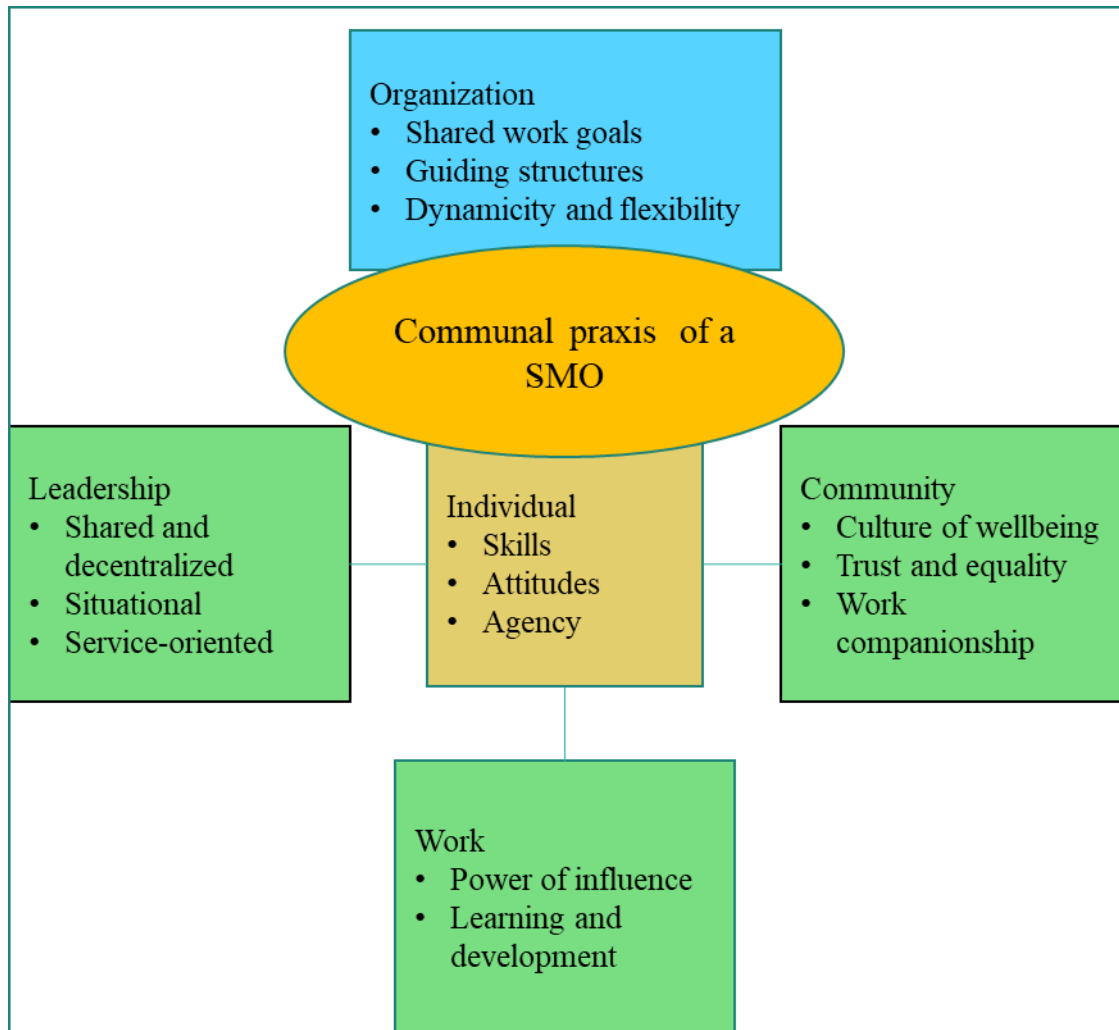 Organization
• Shared work goals
• Guiding structures
• Dynamicity and flexibility
Communal praxis of a
SMO
Leadership
• Shared and
decentralized
• Situational
• Service-oriented
Individual
• Skills
• Attitudes
• Agency
Community
• Culture of wellbeing
• Trust and equality
• Work
companionship
Work
• Power of influence
• Learning and
development